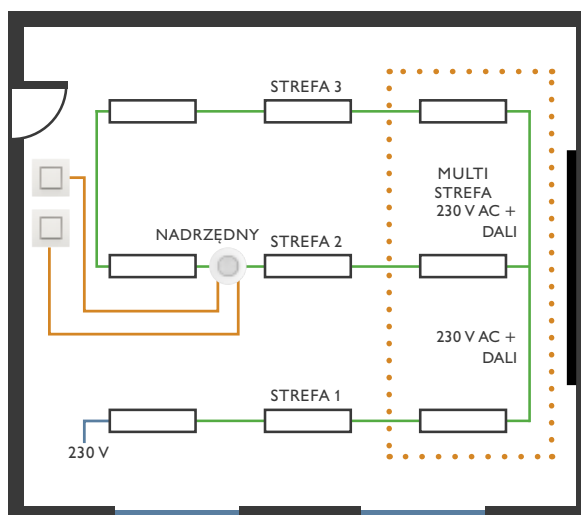 STREFA 3
MULTI
STREFA
230 V AC +
DALI
NADRZĘDNY
STREFA 2
230 V AC +
DALI
STREFA 1
230 V